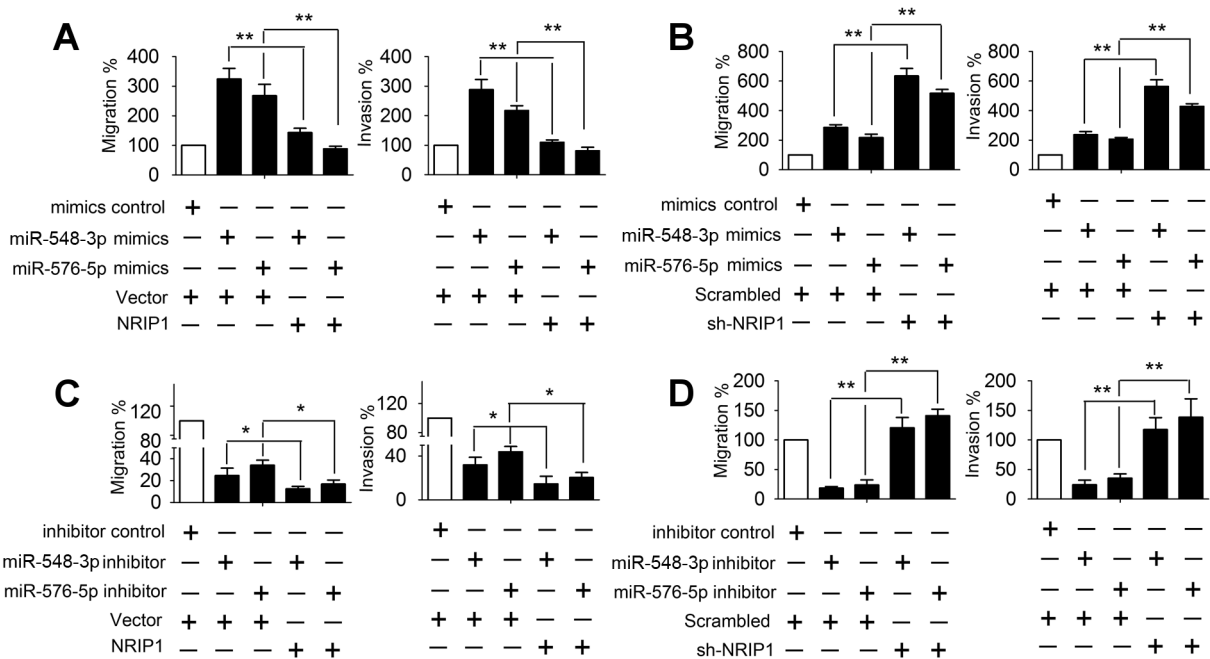 A
Migration %
400
300
200
100
0
**
**
Invasion %
400
300
200
100
0
**
**
mimics control + — — — — + — — — —
miR-548-3p mimics — + — + — — + — + —
miR-576-5p mimics — — + — + — — + — +
Vector + + + — — + + + — —
NRIP1 — — — + + — — — + +
B
Migration %
800
600
400
200
0
**
**
Invasion %
800
600
400
200
0
**
**
mimics control + — — — — + — — — —
miR-548-3p mimics — + — + — — + — + —
miR-576-5p mimics — — + — + — — + — +
Scrambled + + + — — + + + — —
sh-NRIP1 — — — + + — — — + +
C
Migration %
120
80
40
20
0
*
*
Invasion %
120
80
40
0
*
*
inhibitor control + — — — — + — — — —
miR-548-3p inhibitor — + — + — — + — + —
miR-576-5p inhibitor — — + — + — — + — +
Vector + + + — — + + + — —
NRIP1 — — — + + — — — + +
D
Migration %
200
150
100
50
0
**
**
Invasion %
200
150
100
50
0
**
**
inhibitor control + — — — — + — — — —
miR-548-3p inhibitor — + — + — — + — + —
miR-576-5p inhibitor — — + — + — — + — +
Scrambled + + + — — + + + — —
sh-NRIP1 — — — + + — — — + +